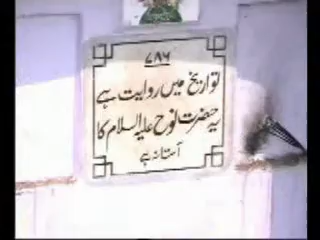 ۷۸۶
تواریخ میں روایت ہے
یہ حضرت نوح علیہ السلام کا
آستانہ ہے